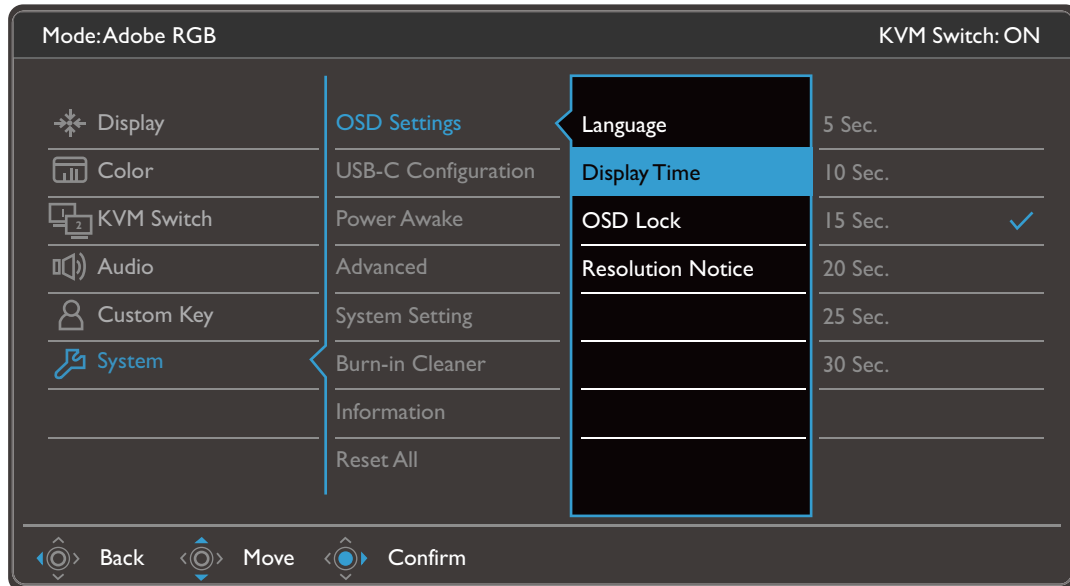 Mode: Adobe RGB
KVM Switch: ON
Display
Color
1
2
KVM Switch
Audio
Custom Key
System
OSD Settings
USB-C Configuration
Power Awake
Advanced
System Setting
Burn-in Cleaner
Information
Reset All
Language
Display Time
OSD Lock
Resolution Notice
5 Sec.
10 Sec.
15 Sec.
20 Sec.
25 Sec.
30 Sec.
Back
Move
Confirm